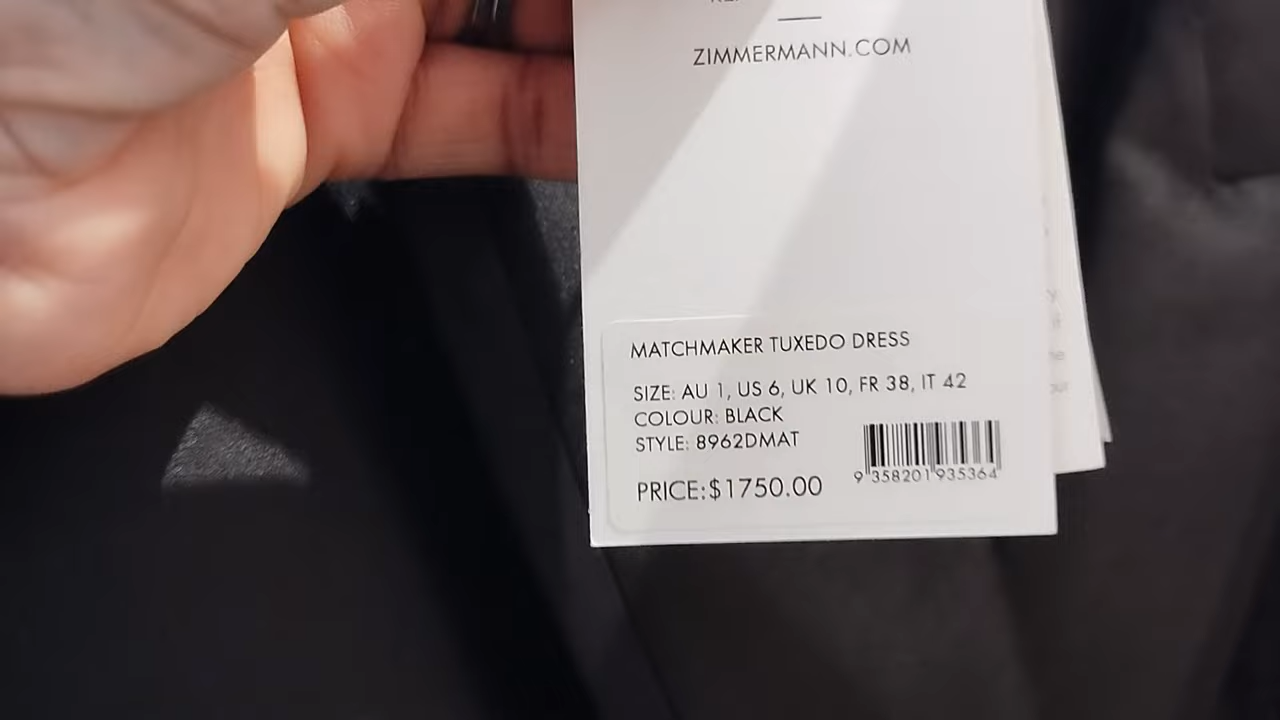 ZIMMERMANN.COM
MATCHMAKER TUXEDO DRESS
SIZE: AU 1, US 6, UK 10, FR 38, IT 42
COLOUR: BLACK
STYLE: 8962DMAT
PRICE:$1750.00
9 358201 935364